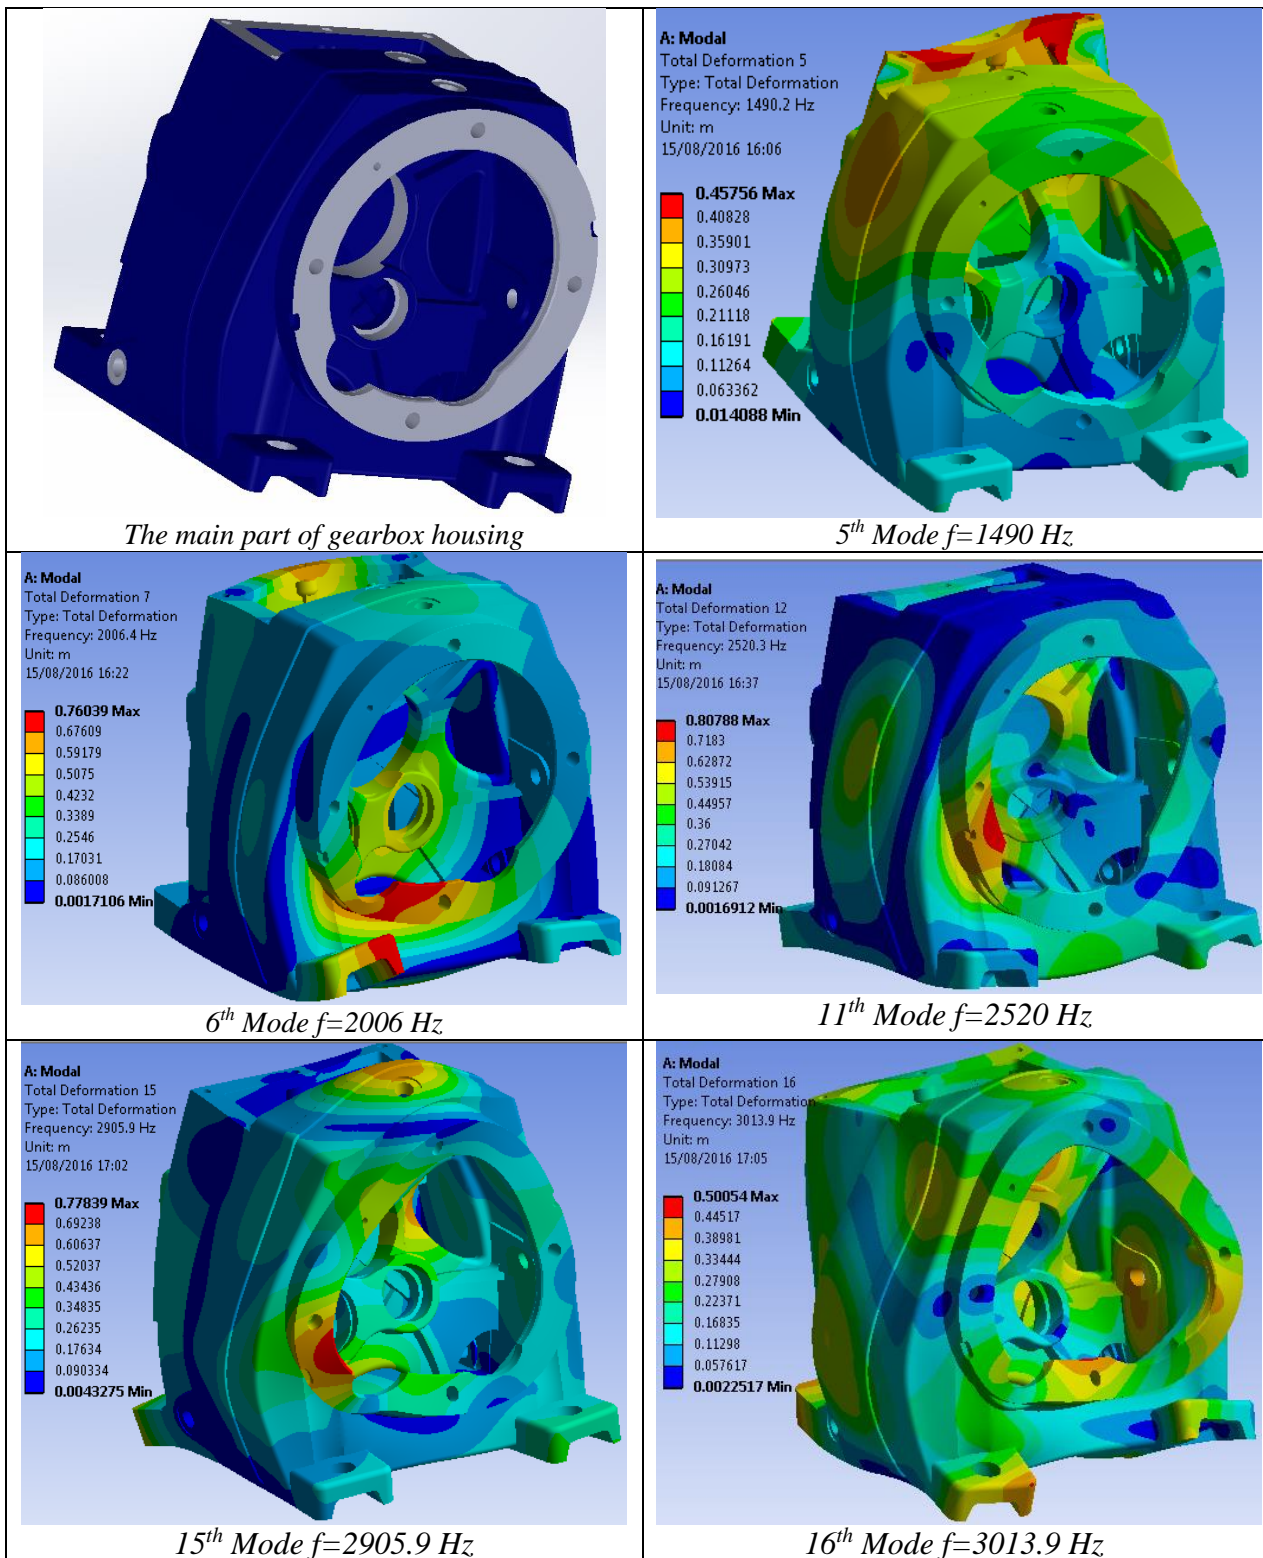 The main part of gearbox housing
A: Modal
Total Deformation 5
Type: Total Deformation
Frequency: 1490.2 Hz
Unit: m
15/08/2016 16:06
0.45756 Max
0.40828
0.35901
0.30973
0.26046
0.21118
0.16191
0.11264
0.063362
0.014088 Min
5th Mode f=1490 Hz
A: Modal
Total Deformation 7
Type: Total Deformation
Frequency: 2006.4 Hz
Unit: m
15/08/2016 16:22
0.76039 Max
0.67609
0.59179
0.5075
0.4232
0.3389
0.2546
0.17031
0.086008
0.0017106 Min
6th Mode f=2006 Hz
A: Modal
Total Deformation 12
Type: Total Deformation
Frequency: 2520.3 Hz
Unit: m
15/08/2016 16:37
0.80788 Max
0.7183
0.62872
0.53915
0.44957
0.36
0.27042
0.18084
0.091267
0.0016912 Min
11th Mode f=2520 Hz
A: Modal
Total Deformation 15
Type: Total Deformation
Frequency: 2905.9 Hz
Unit: m
15/08/2016 17:02
0.77839 Max
0.69238
0.60637
0.52037
0.43436
0.34835
0.26235
0.17634
0.090334
0.0043275 Min
15th Mode f=2905.9 Hz
A: Modal
Total Deformation 16
Type: Total Deformation
Frequency: 3013.9 Hz
Unit: m
15/08/2016 17:05
0.50054 Max
0.44517
0.38981
0.33444
0.27908
0.22371
0.16835
0.11298
0.057617
0.0022517 Min
16th Mode f=3013.9 Hz